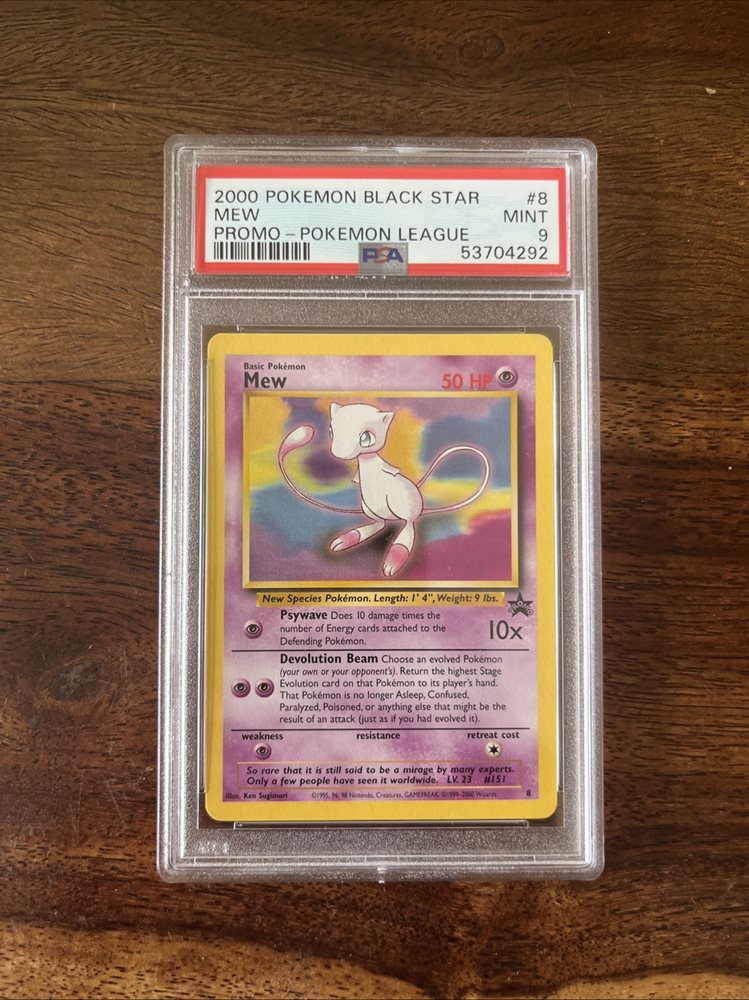 2000 POKEMON BLACK STAR #8
MEW MINT
PROMO – POKEMON LEAGUE 9
PSA 53704292
Basic Pokémon
Mew 50 HP
New Species Pokémon. Length: 1' 4", Weight: 9 lbs.
PROMO
Psywave Does 10 damage times the
number of Energy cards attached to the
Defending Pokémon.
10x
Devolution Beam Choose an evolved Pokémon
(your own or your opponent's). Return the highest Stage
Evolution card on that Pokémon to its player's hand.
That Pokémon is no longer Asleep, Confused,
Paralyzed, Poisoned, or anything else that might be the
result of an attack (just as if you had evolved it).
weakness resistance retreat cost
So rare that it is still said to be a mirage by many experts.
Only a few people have seen it worldwide. LV. 23 #151
Illus. Ken Sugimori ©1995, 96, 98 Nintendo, Creatures, GAMEFREAK. ©1999-2000 Wizards. 8